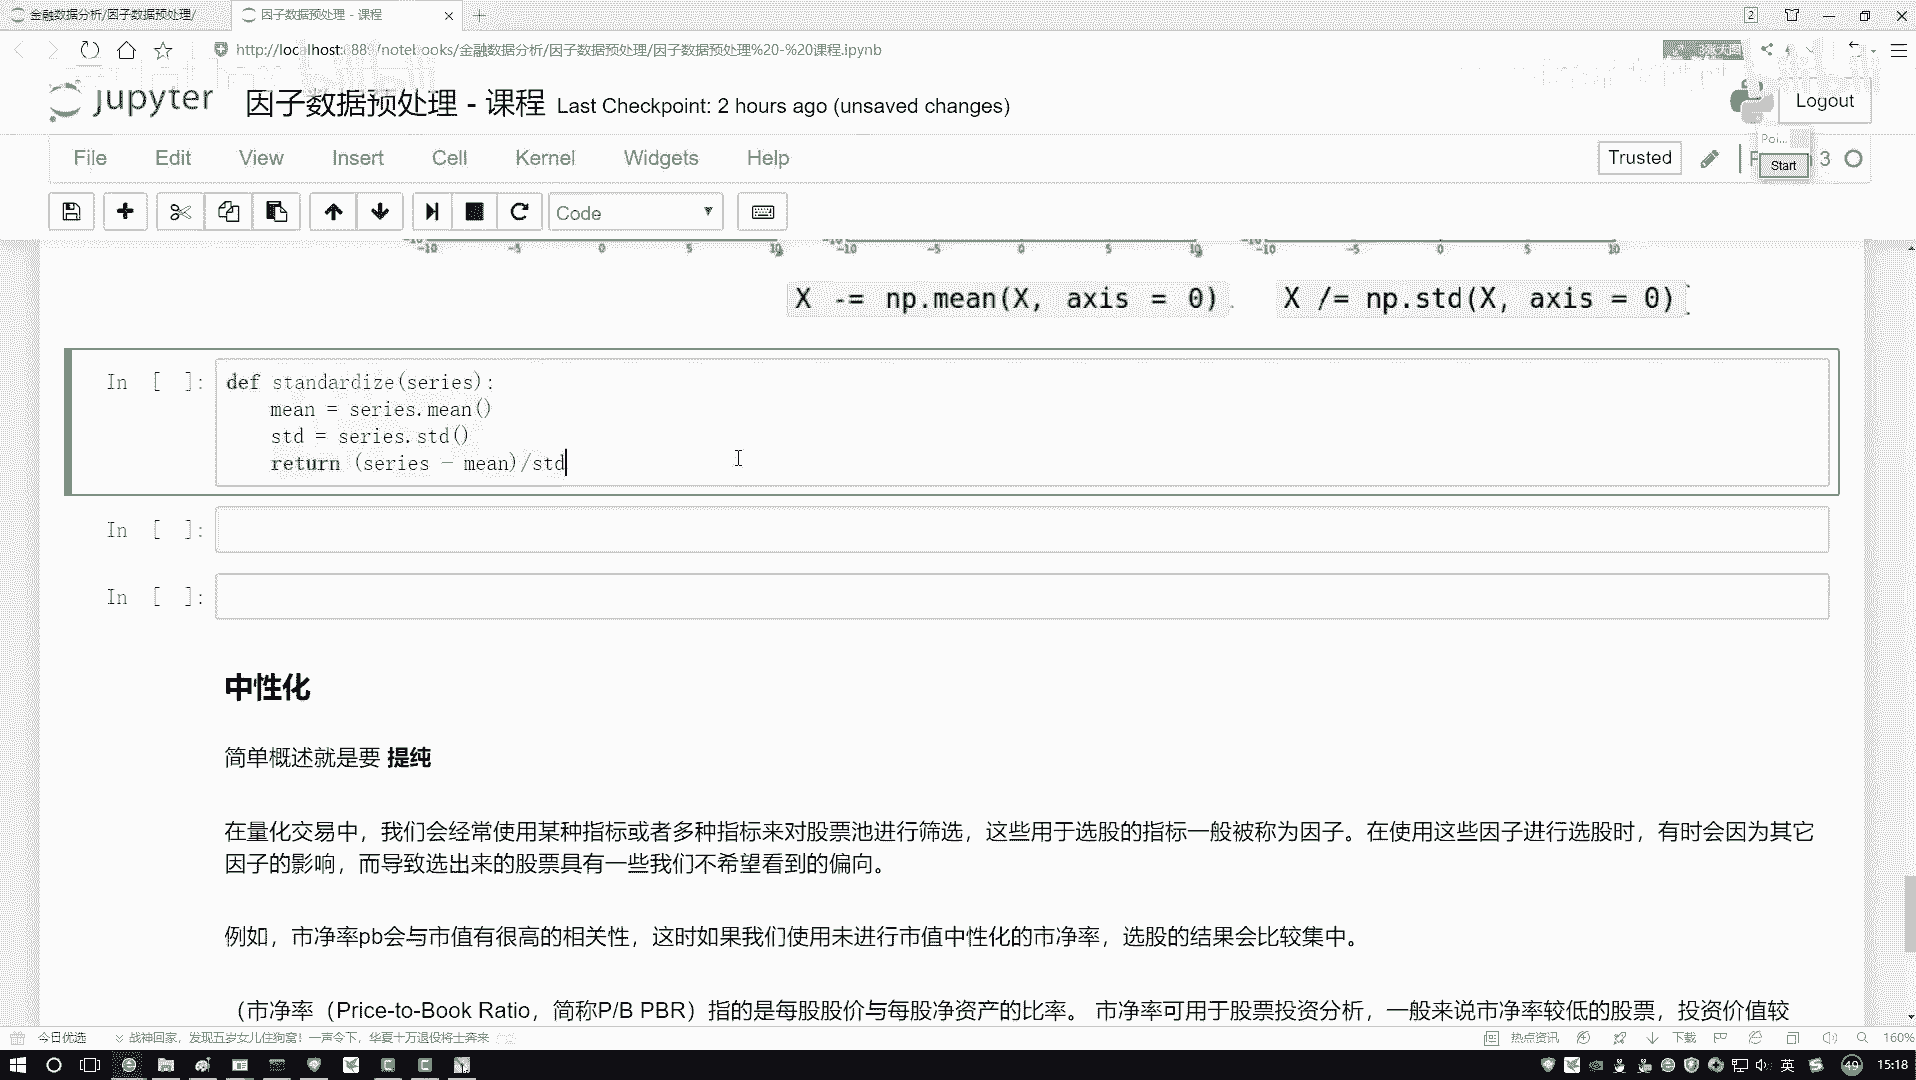 金融数据分析/因子数据预处理/
因子数据预处理 - 课程
2
http://localhost:889/notebooks/金融数据分析/因子数据预处理/因子数据预处理%20-%20课程.ipynb
3张大图
jupyter
因子数据预处理 - 课程 Last Checkpoint: 2 hours ago (unsaved changes)
Logout
File Edit View Insert Cell Kernel Widgets Help
Trusted
3
Poi...
Start
Code
-10 -5 0 5 10 -10 -5 0 5 10 -10 -5 0 5 10
X -= np.mean(X, axis = 0)
X /= np.std(X, axis = 0)
In [ ]:
def standardize(series):
mean = series.mean()
std = series.std()
return (series - mean)/std
In [ ]:
In [ ]:
中性化
简单概述就是要 提纯
在量化交易中，我们会经常使用某种指标或者多种指标来对股票池进行筛选，这些用于选股的指标一般被称为因子。在使用这些因子进行选股时，有时会因为其它
因子的影响，而导致选出来的股票具有一些我们不希望看到的偏向。
例如，市净率pb会与市值有很高的相关性，这时如果我们使用未进行市值中性化的市净率，选股的结果会比较集中。
（市净率（Price-to-Book Ratio，简称P/B PBR）指的是每股股价与每股净资产的比率。 市净率可用于股票投资分析，一般来说市净率较低的股票，投资价值较
今日优选
战神回家，发现五岁女儿住狗窝！一声令下，华夏十万退役将士奔来
热点资讯
下载
160%
英
49
15:18